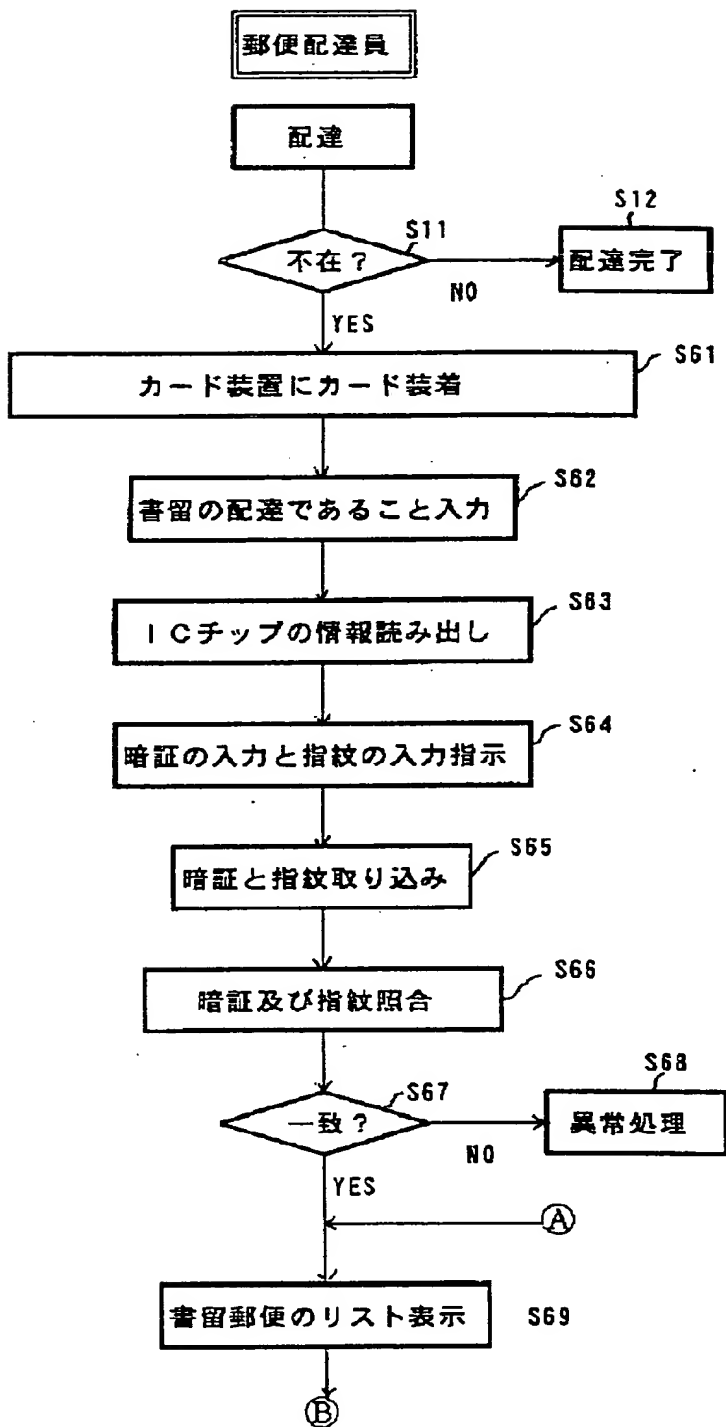 郵便配達員
配達
S11
不在？
NO
S12
配達完了
YES
S61
カード装置にカード装着
S62
書留の配達であること入力
S63
ＩＣチップの情報読み出し
S64
暗証の入力と指紋の入力指示
S65
暗証と指紋取り込み
S66
暗証及び指紋照合
S67
一致？
NO
S68
異常処理
YES
Ⓐ
書留郵便のリスト表示 S69
Ⓑ